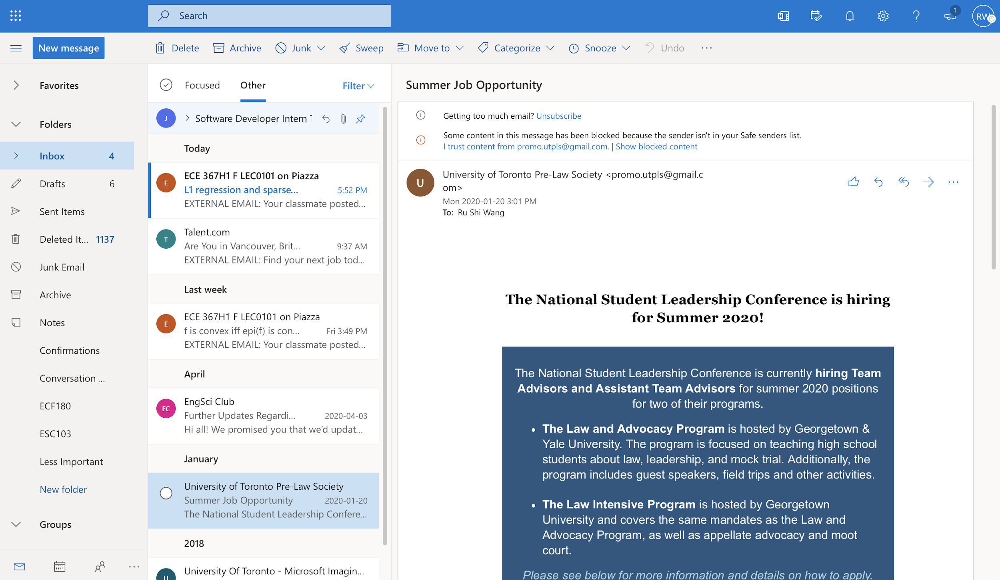 Search
1
RW
New message
Delete
Archive
Junk
Sweep
Move to
Categorize
Snooze
Undo
Favorites
Folders
Inbox 4
Drafts 6
Sent Items
Deleted It... 1137
Junk Email
Archive
Notes
Confirmations
Conversation ...
ECF180
ESC103
Less Important
New folder
Groups
Focused
Other
Filter
J
Software Developer Intern
Today
E
ECE 367H1 F LEC0101 on Piazza
L1 regression and sparse... 5:52 PM
EXTERNAL EMAIL: Your classmate posted...
T
Talent.com
Are You in Vancouver, Brit... 9:37 AM
EXTERNAL EMAIL: Find your next job tod...
Last week
E
ECE 367H1 F LEC0101 on Piazza
f is convex iff epi(f) is con... Fri 3:49 PM
EXTERNAL EMAIL: Your classmate posted...
April
EC
EngSci Club
Further Updates Regardi... 2020-04-03
Hi all! We promised you that we'd updat...
January
University of Toronto Pre-Law Society
Summer Job Opportunity 2020-01-20
The National Student Leadership Confere...
2018
U
University Of Toronto - Microsoft Imagin...
Summer Job Opportunity
Getting too much email? Unsubscribe
Some content in this message has been blocked because the sender isn't in your Safe senders list.
I trust content from promo.utpls@gmail.com. | Show blocked content
U
University of Toronto Pre-Law Society <promo.utpls@gmail.c
om>
Mon 2020-01-20 3:01 PM
To: Ru Shi Wang
The National Student Leadership Conference is hiring
for Summer 2020!
The National Student Leadership Conference is currently hiring Team
Advisors and Assistant Team Advisors for summer 2020 positions
for two of their programs.
• The Law and Advocacy Program is hosted by Georgetown &
Yale University. The program is focused on teaching high school
students about law, leadership, and mock trial. Additionally, the
program includes guest speakers, field trips and other activities.
• The Law Intensive Program is hosted by Georgetown
University and covers the same mandates as the Law and
Advocacy Program, as well as appellate advocacy and moot
court.
Please see below for more information and details on how to apply.